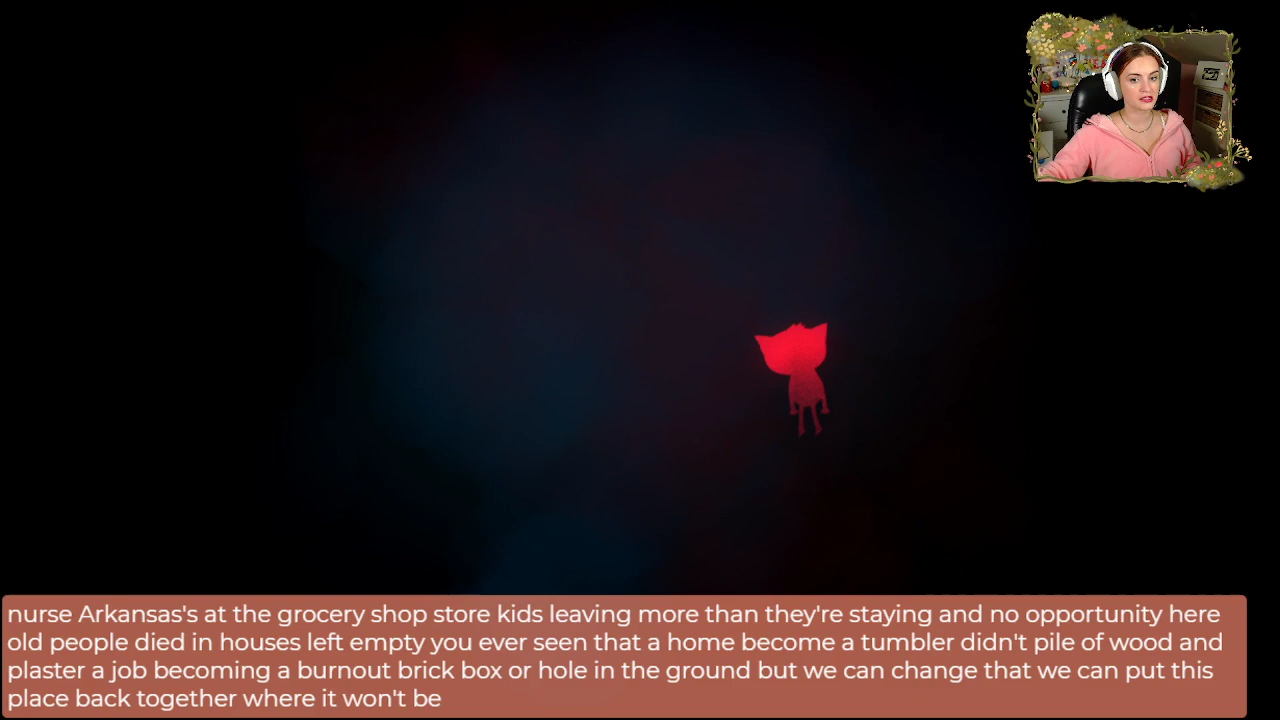 nurse Arkansas's at the grocery shop store kids leaving more than they're staying and no opportunity here
old people died in houses left empty you ever seen that a home become a tumbler didn't pile of wood and
plaster a job becoming a burnout brick box or hole in the ground but we can change that we can put this
place back together where it won't be